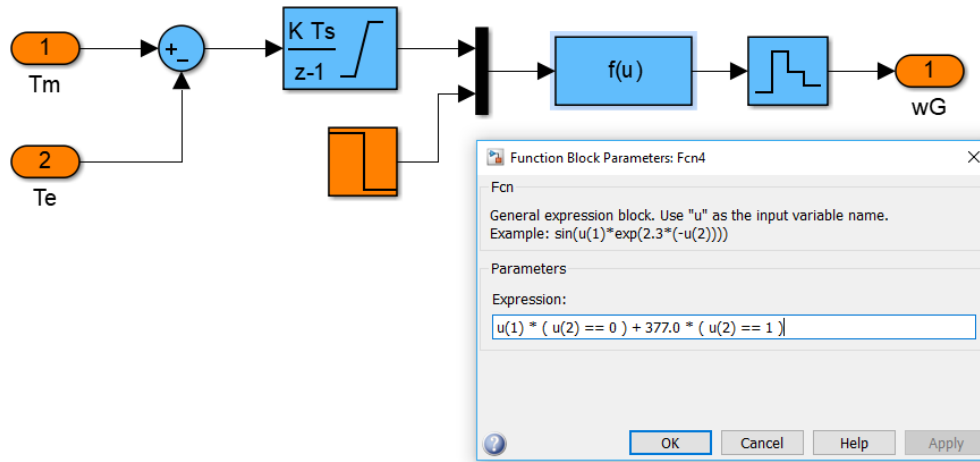 1
Tm
2
Te
+
_
K Ts
z-1
f(u)
1
wG
Function Block Parameters: Fcn4
Fcn
General expression block. Use "u" as the input variable name.
Example: sin(u(1)*exp(2.3*(-u(2))))
Parameters
Expression:
u(1) * ( u(2) == 0 ) + 377.0 * ( u(2) == 1 )
?
OK
Cancel
Help
Apply